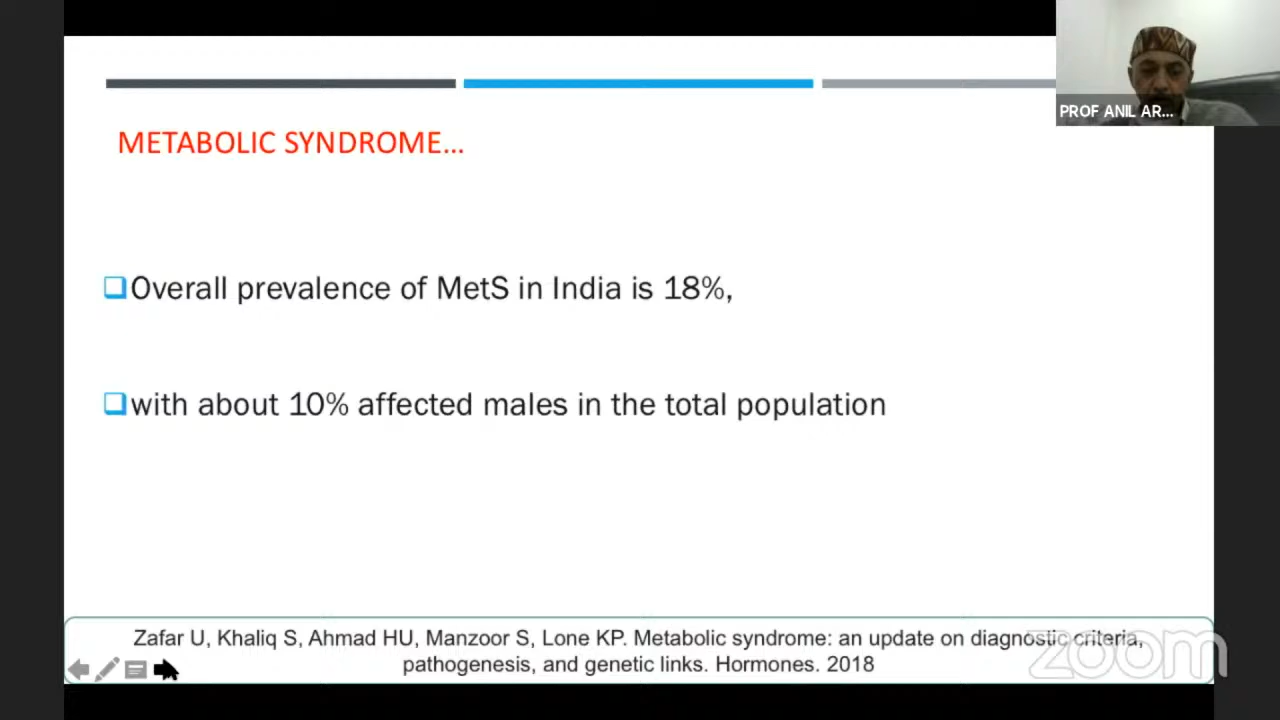 PROF ANIL AR...
METABOLIC SYNDROME...
Overall prevalence of MetS in India is 18%,
with about 10% affected males in the total population
Zafar U, Khaliq S, Ahmad HU, Manzoor S, Lone KP. Metabolic syndrome: an update on diagnostic criteria,
pathogenesis, and genetic links. Hormones. 2018
zoom